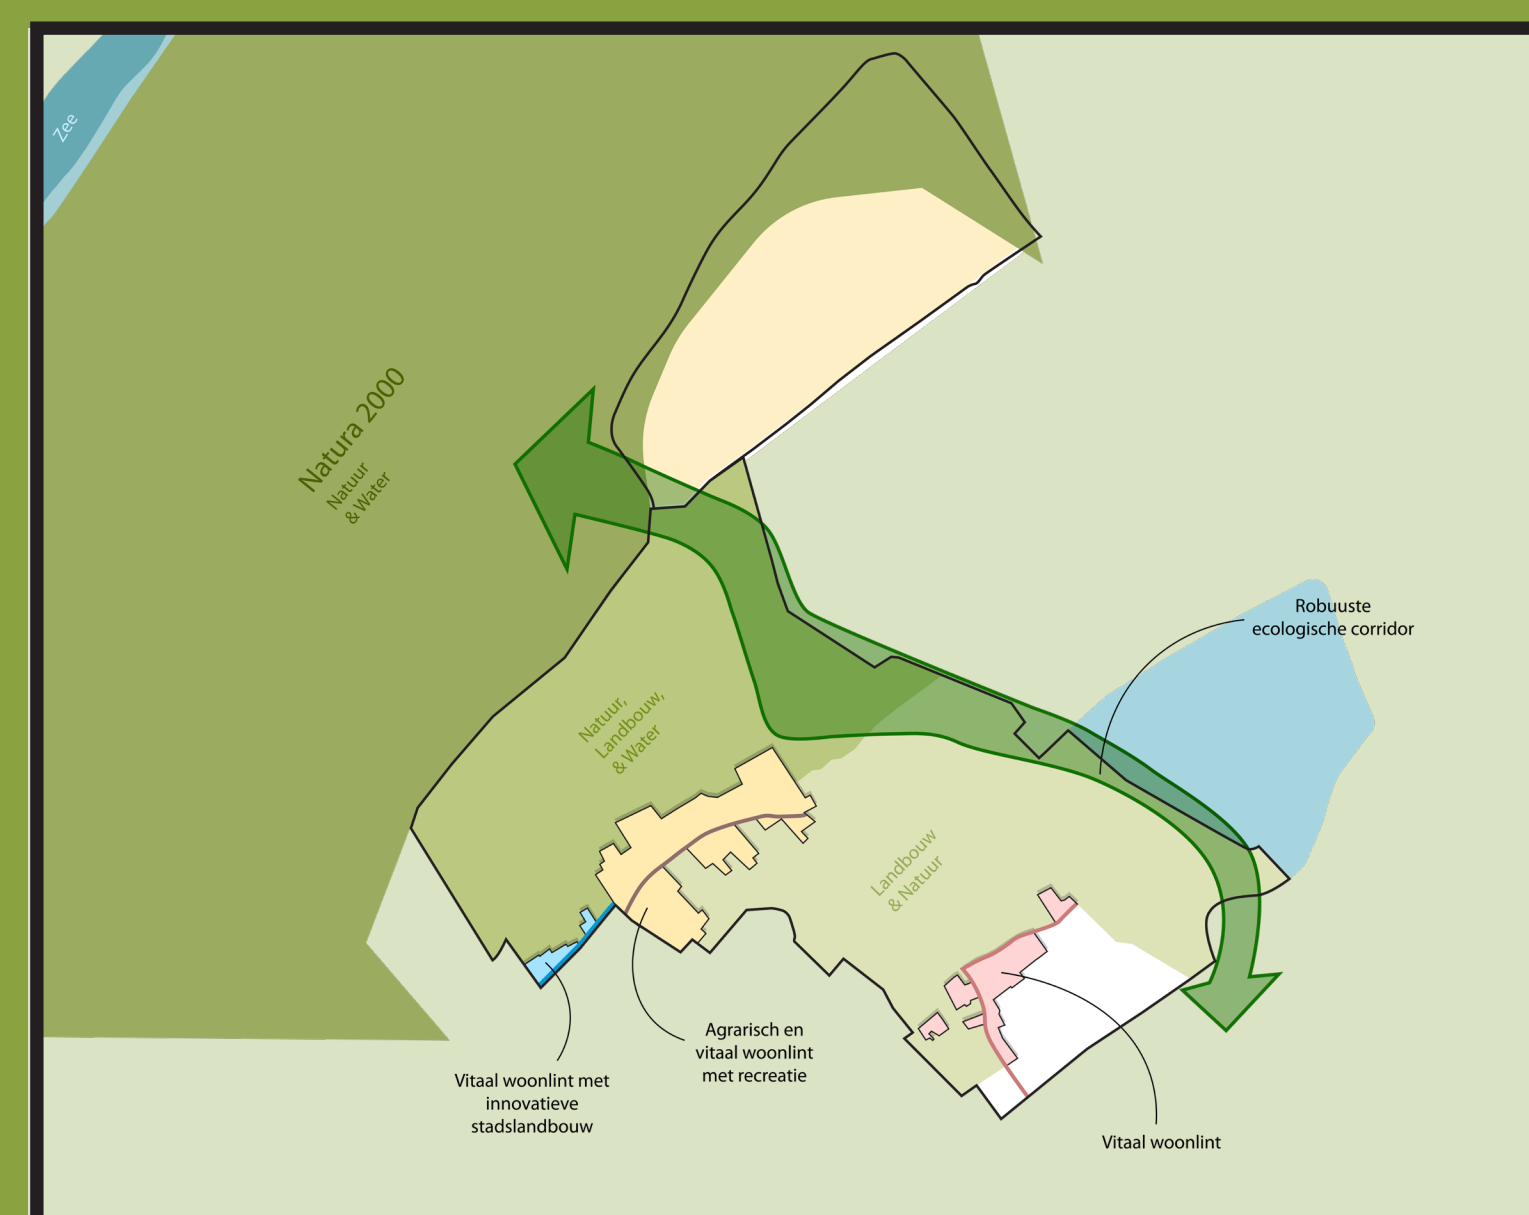 Zee
Natura 2000
Natuur
& Water
Robuuste
ecologische corridor
Natuur,
Landbouw,
& Water
Landbouw
& Natuur
Agrarisch en
vitaal woonlint
met recreatie
Vitaal woonlint met
innovatieve
stadslandbouw
Vitaal woonlint